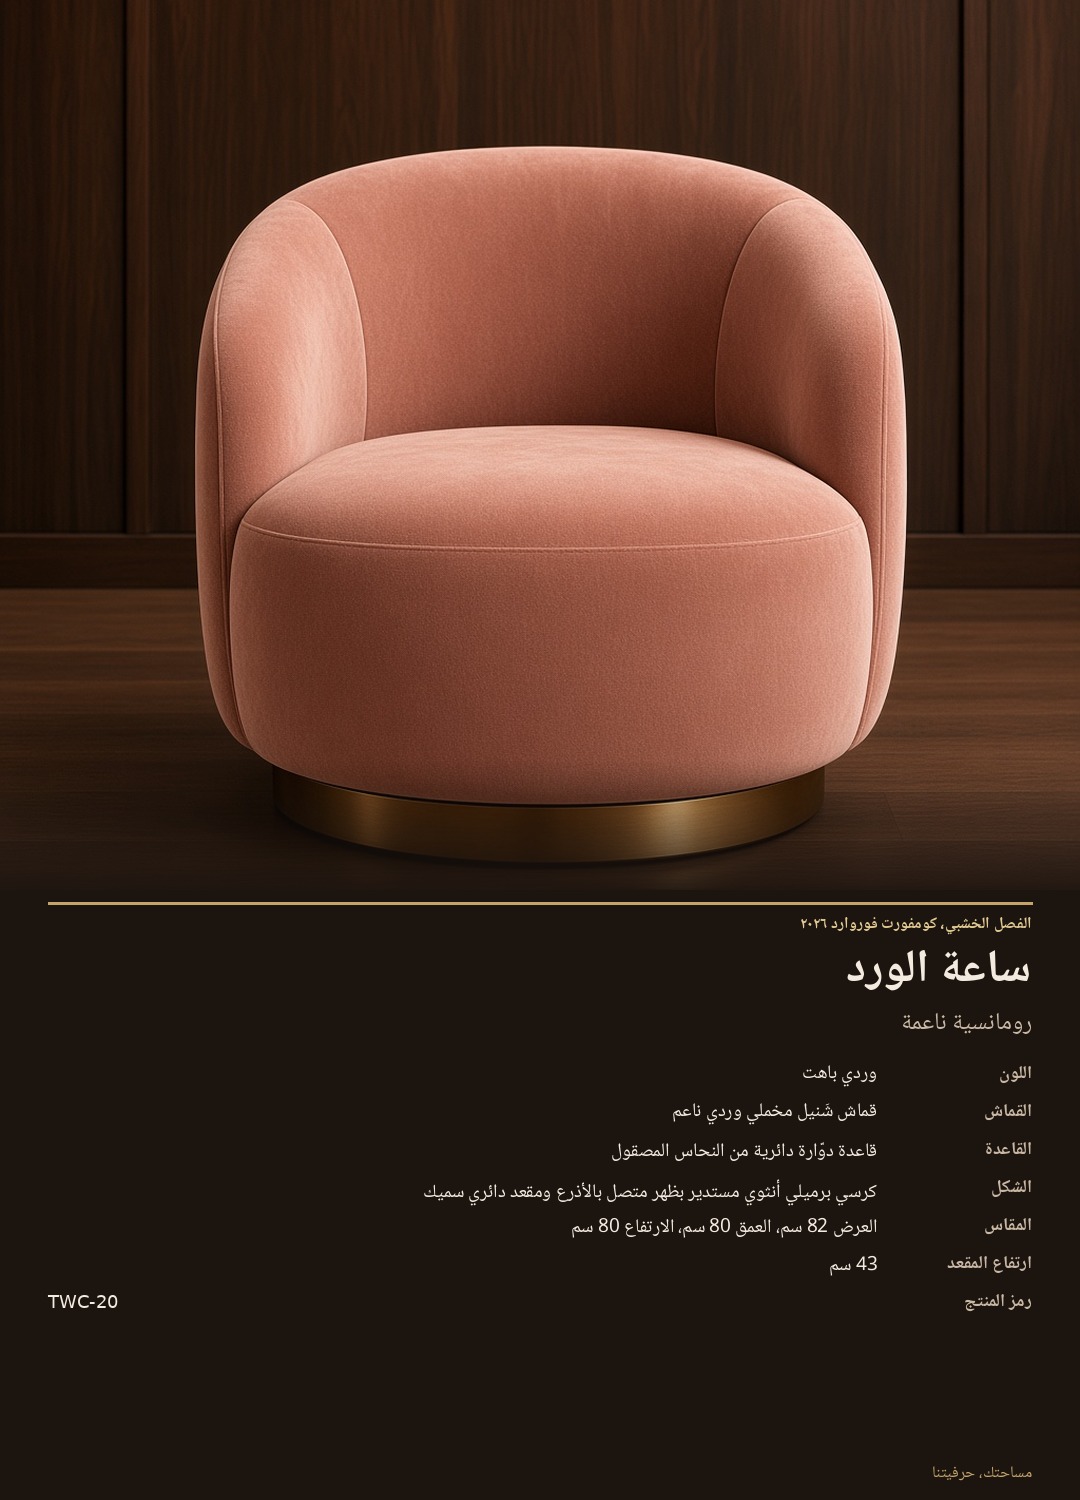 الفصل الخشبي، كومفورت فوروارد ٢٠٢٦
ساعة الورد
رومانسية ناعمة
اللون وردي باهت
القماش قماش شَنيل مخملي وردي ناعم
القاعدة قاعدة دوّارة دائرية من النحاس المصقول
الشكل كرسي برميلي أنثوي مستدير بظهر متصل بالأذرع ومقعد دائري سميك
المقاس العرض 82 سم، العمق 80 سم، الارتفاع 80 سم
ارتفاع المقعد 43 سم
رمز المنتج TWC-20
مساحتك، حرفيتنا